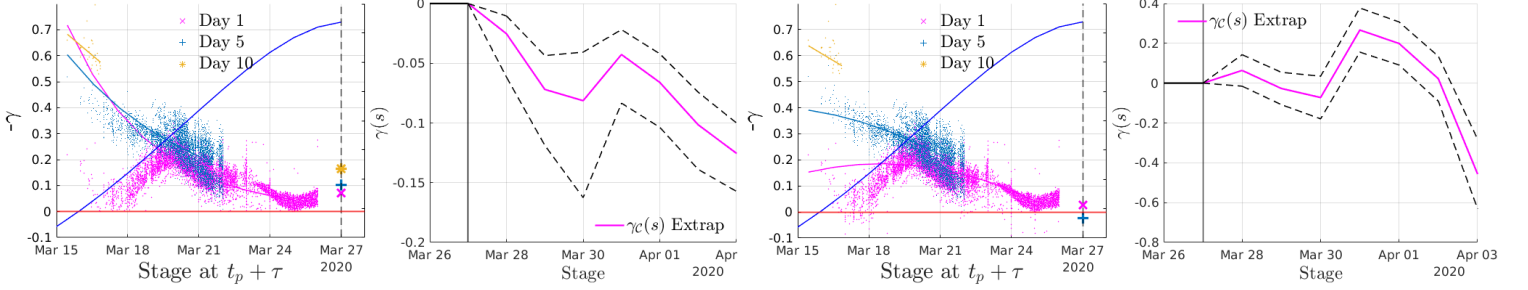 0.7
0.6
0.5
0.4
0.3
0.2
0.1
0
-0.1
-γ
Day 1
Day 5
Day 10
Mar 15 Mar 18 Mar 21 Mar 24 Mar 27
2020
Stage at t_p + τ
0
-0.05
-0.1
-0.15
-0.2
γ(s)
γ_C(s) Extrap
Mar 26 Mar 28 Mar 30 Apr 01 Apr
2020
Stage
0.7
0.6
0.5
0.4
0.3
0.2
0.1
0
-0.1
-γ
Day 1
Day 5
Day 10
Mar 15 Mar 18 Mar 21 Mar 24 Mar 27
2020
Stage at t_p + τ
0.4
0.2
0
-0.2
-0.4
-0.6
-0.8
γ(s)
γ_C(s) Extrap
Mar 26 Mar 28 Mar 30 Apr 01 Apr 03
2020
Stage